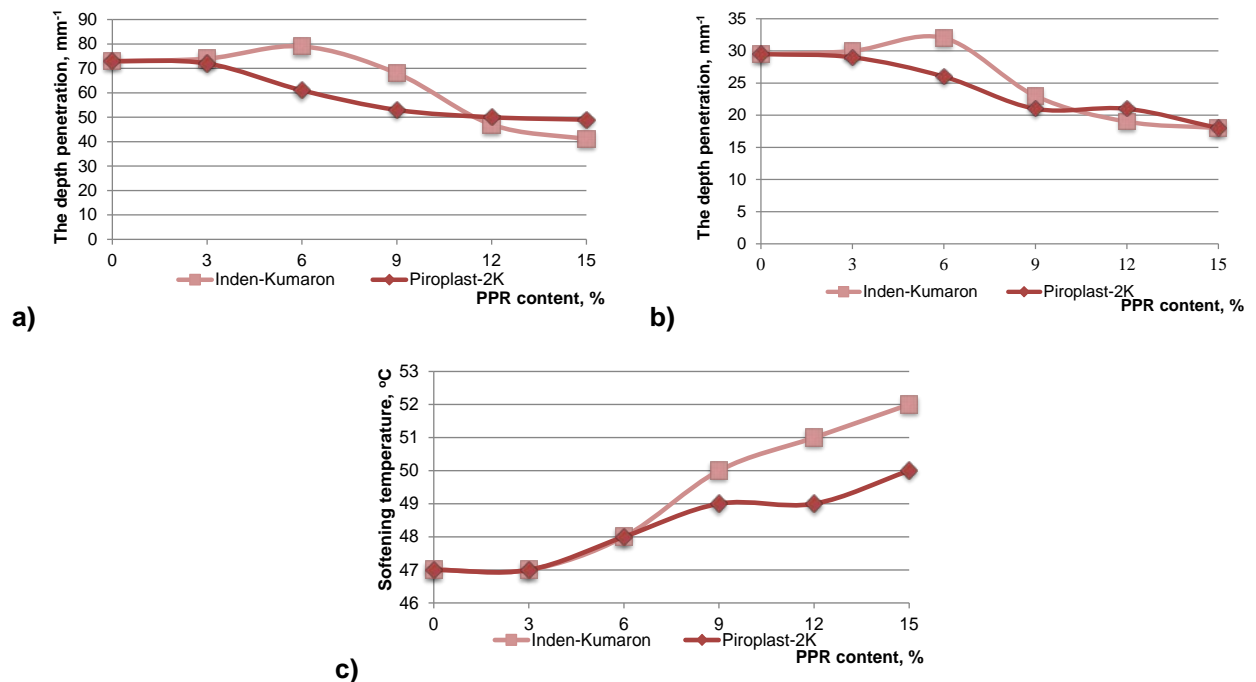 The depth penetration, mm⁻¹
90
80
70
60
50
40
30
20
10
0
0 3 6 9 12 15
Inden-Kumaron Piroplast-2K
PPR content, %
a)
The depth penetration, mm⁻¹
35
30
25
20
15
10
5
0
0 3 6 9 12 15
Inden-Kumaron Piroplast-2K
PPR content, %
b)
Softening temperature, ºC
53
52
51
50
49
48
47
46
0 3 6 9 12 15
Inden-Kumaron Piroplast-2K
PPR content, %
c)